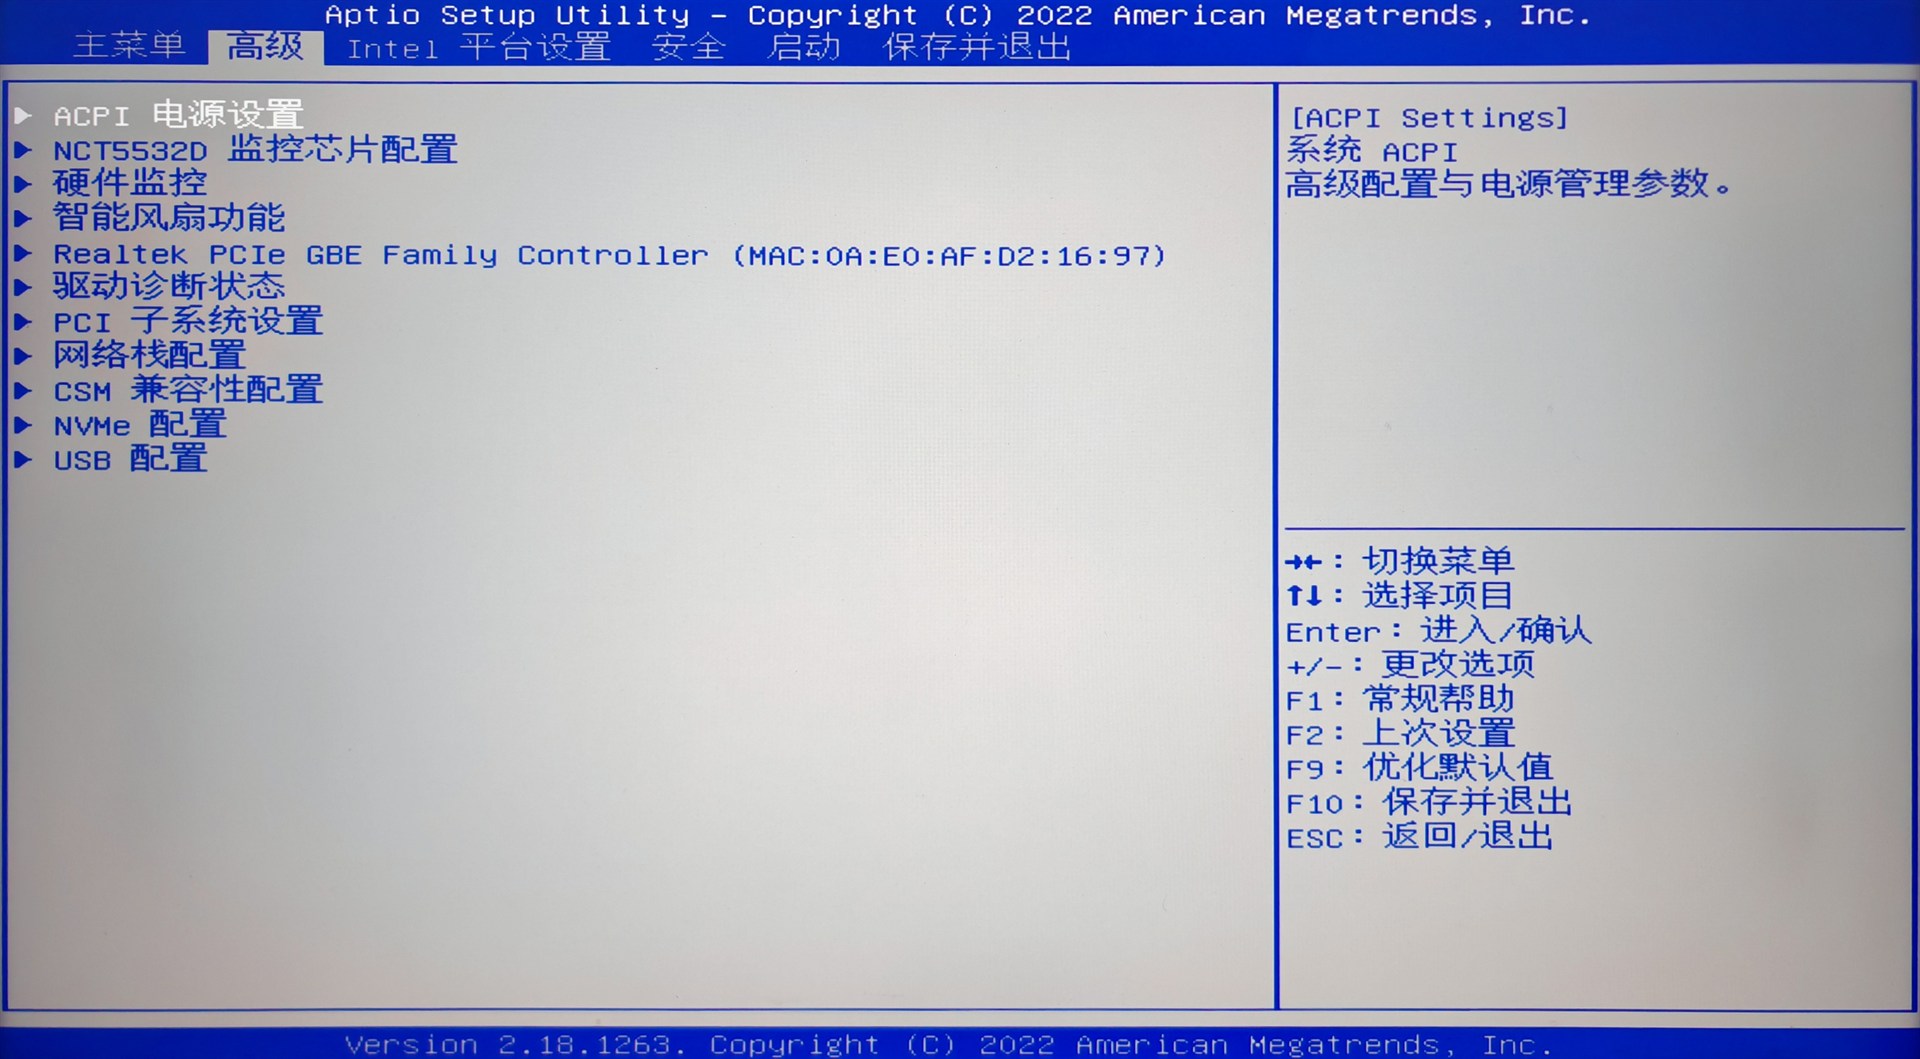 Aptio Setup Utility – Copyright (C) 2022 American Megatrends, Inc.
主菜单 高级 Intel 平台设置 安全 启动 保存并退出
ACPI 电源设置
NCT5532D 监控芯片配置
硬件监控
智能风扇功能
Realtek PCIe GBE Family Controller (MAC:0A:E0:AF:D2:16:97)
驱动诊断状态
PCI 子系统设置
网络栈配置
CSM 兼容性配置
NVMe 配置
USB 配置
[ACPI Settings]
系统 ACPI
高级配置与电源管理参数。
→←: 切换菜单
↑↓: 选择项目
Enter: 进入/确认
+/-: 更改选项
F1: 常规帮助
F2: 上次设置
F9: 优化默认值
F10: 保存并退出
ESC: 返回/退出
Version 2.18.1263. Copyright (C) 2022 American Megatrends, Inc.